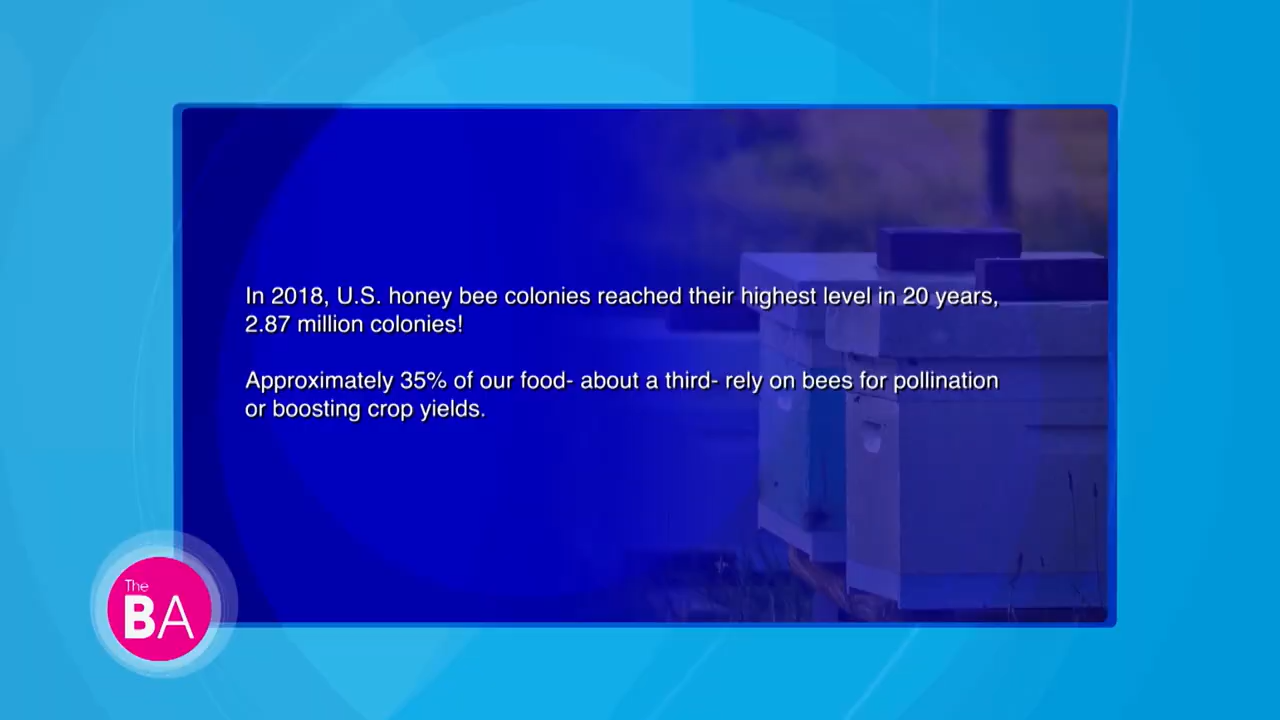 In 2018, U.S. honey bee colonies reached their highest level in 20 years,
2.87 million colonies!
Approximately 35% of our food- about a third- rely on bees for pollination
or boosting crop yields.
The
BA